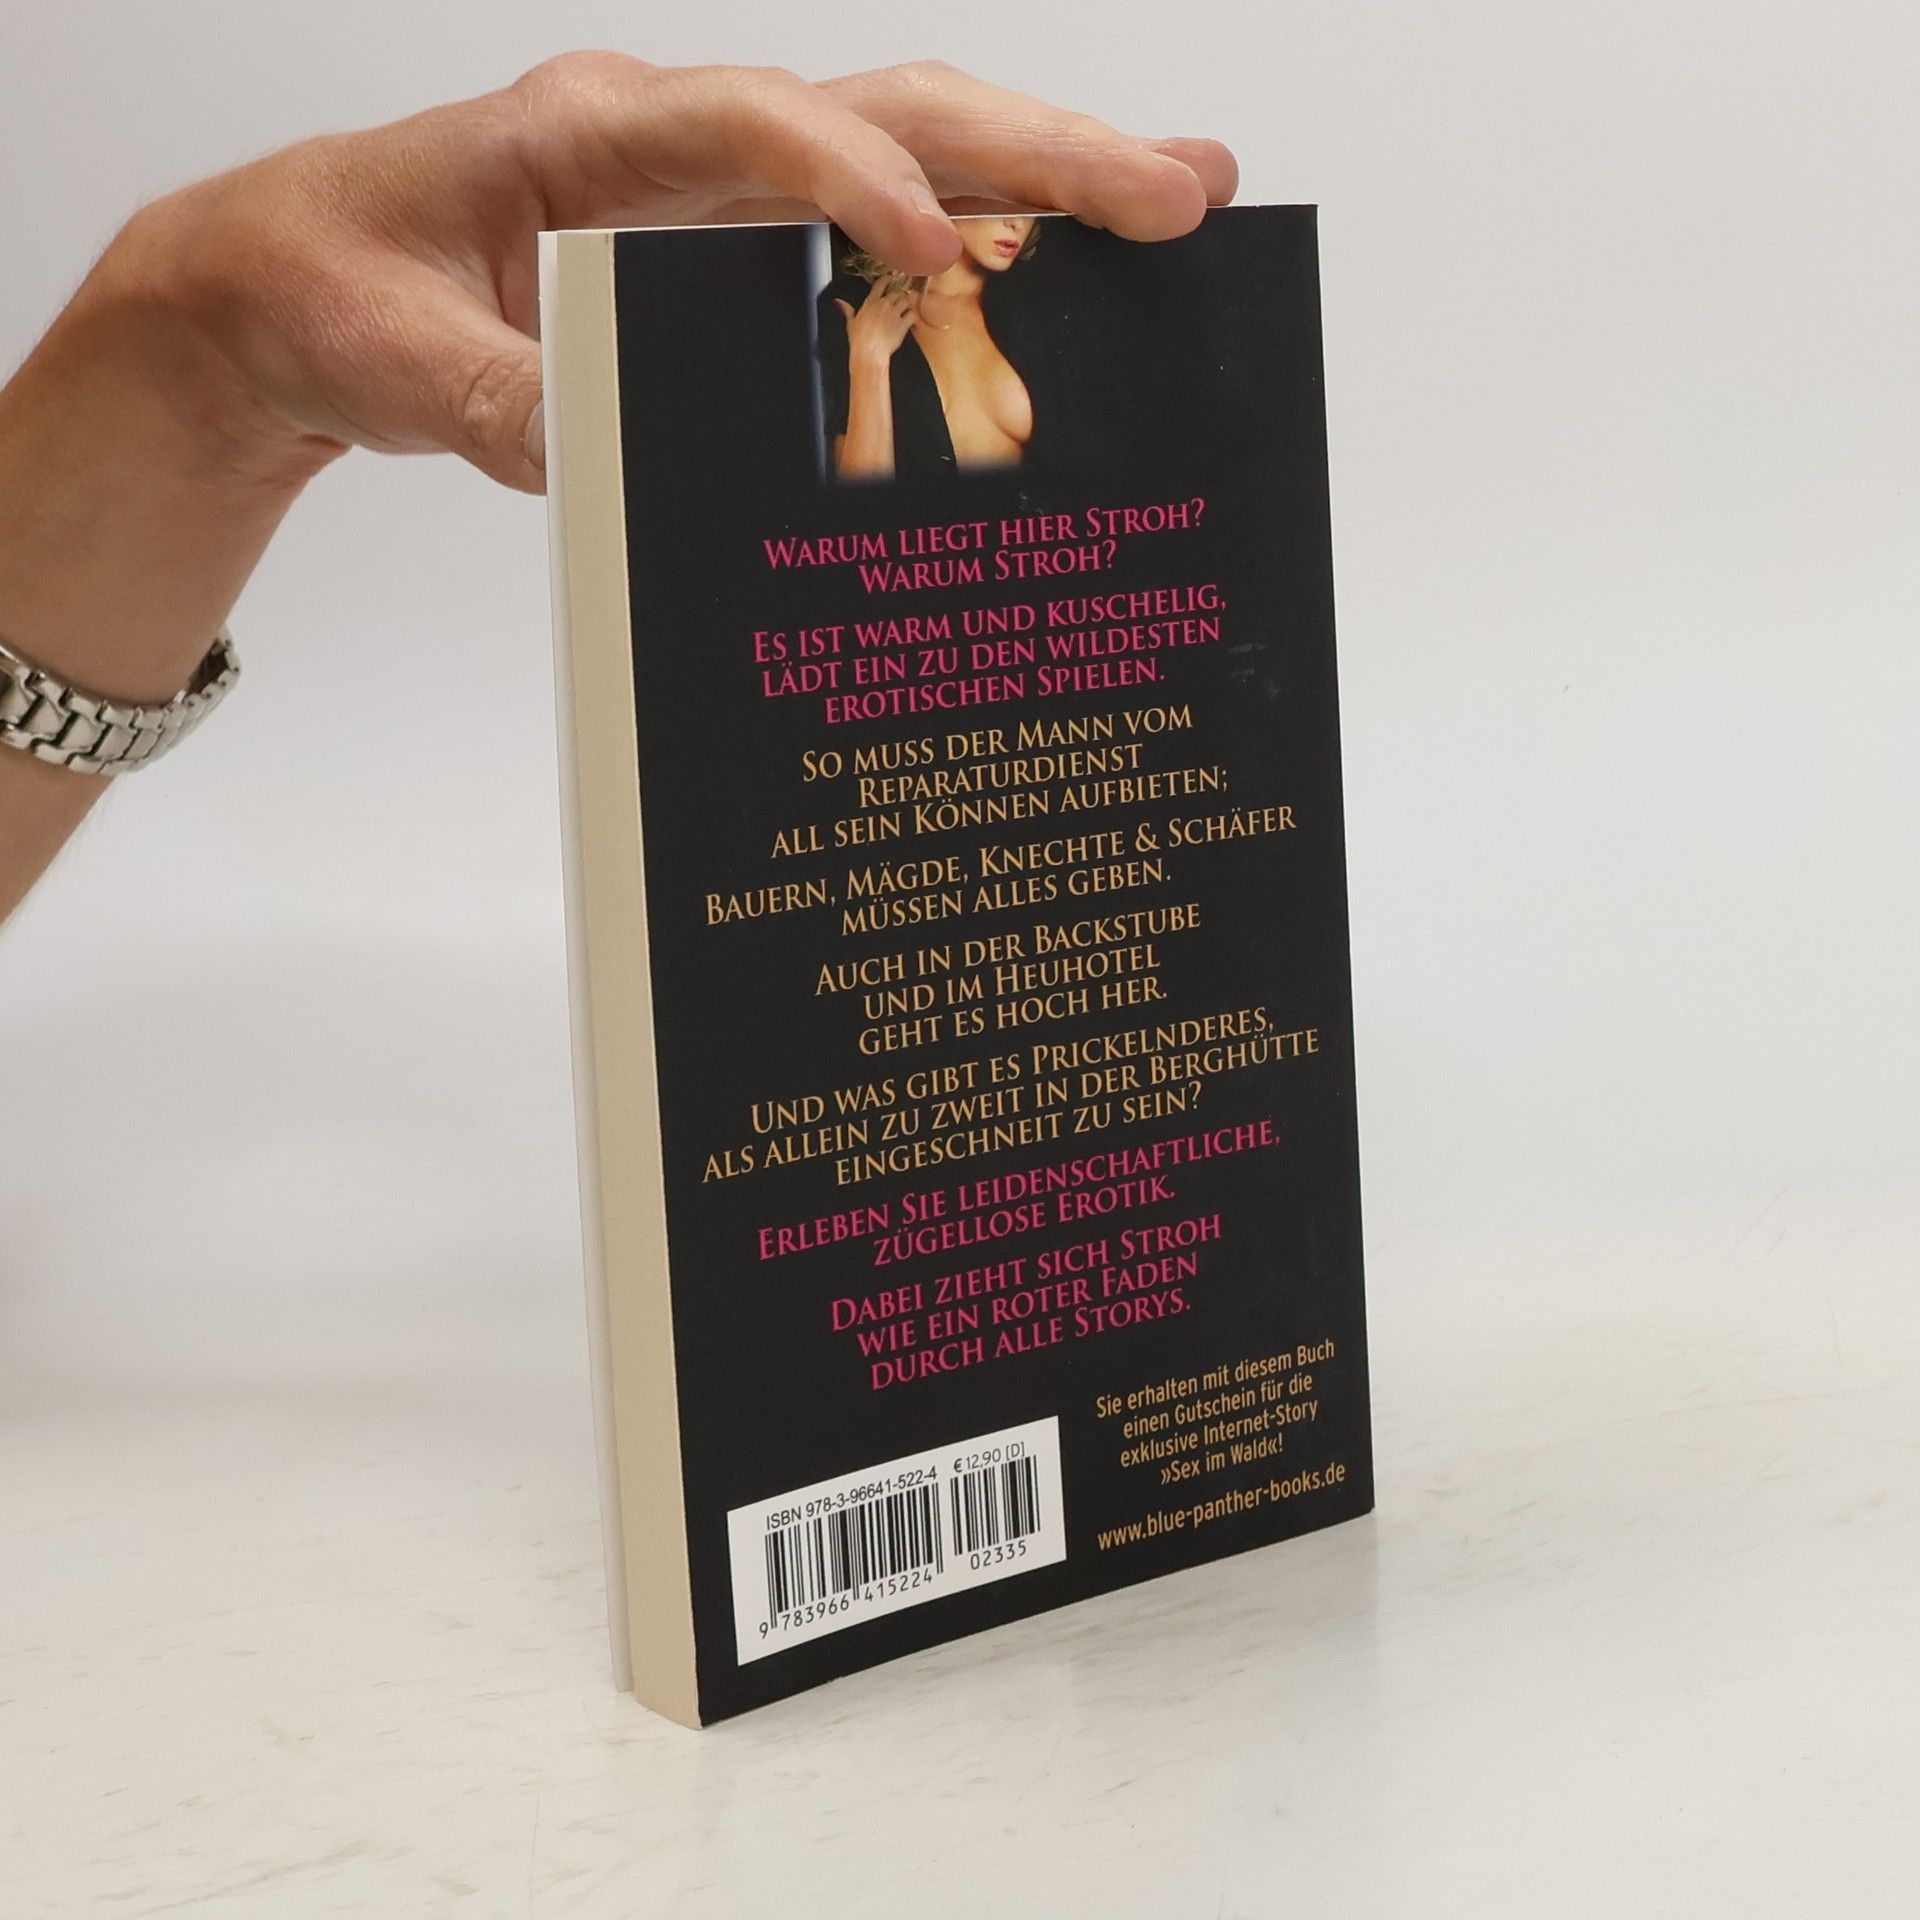 Warum liegt hier Stroh?
Warum Stroh?
Es ist warm und kuschelig,
lädt ein zu den wildesten
erotischen Spielen.
So muss der Mann vom
Reparaturdienst
all sein Können aufbieten;
Bauern, Mägde, Knechte & Schäfer
müssen alles geben.
Auch in der Backstube
und im Heuhotel
geht es hoch her.
Und was gibt es Prickelnderes,
als allein zu zweit in der Berghütte
eingeschneit zu sein?
Erleben Sie leidenschaftliche,
zügellose Erotik.
Dabei zieht sich Stroh
wie ein roter Faden
durch alle Storys.
Sie erhalten mit diesem Buch
einen Gutschein für die
exklusive Internet-Story
»Sex im Wald«!
www.blue-panther-books.de
ISBN 978-3-96641-522-4 € 12,90 [D]
9 783966 415224 02335